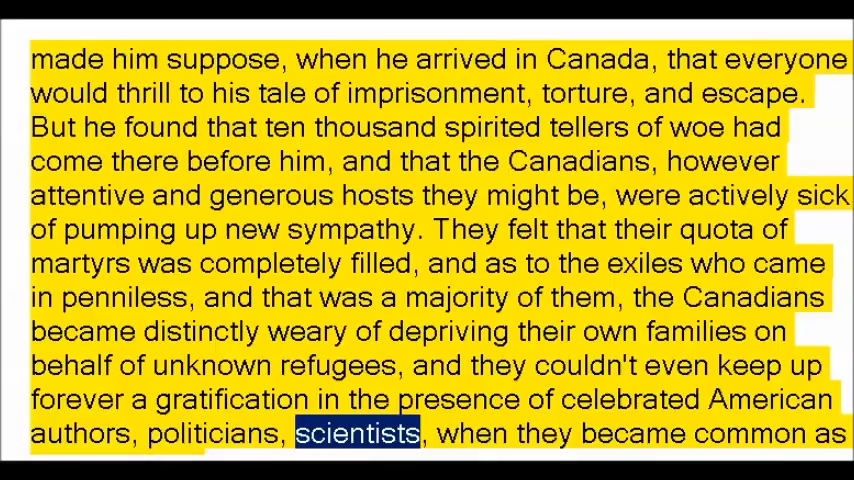 made him suppose, when he arrived in Canada, that everyone
would thrill to his tale of imprisonment, torture, and escape.
But he found that ten thousand spirited tellers of woe had
come there before him, and that the Canadians, however
attentive and generous hosts they might be, were actively sick
of pumping up new sympathy. They felt that their quota of
martyrs was completely filled, and as to the exiles who came
in penniless, and that was a majority of them, the Canadians
became distinctly weary of depriving their own families on
behalf of unknown refugees, and they couldn't even keep up
forever a gratification in the presence of celebrated American
authors, politicians, scientists, when they became common as